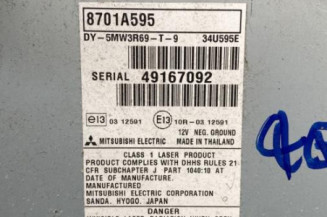 8701A595
DY-5MW3R69-T-9 34U595E
SERIAL 49167092
e13 03 12591 E13 10R-03 12591
12V NEG. GROUND
MITSUBISHI ELECTRIC MADE IN THAILAND
CLASS 1 LASER PRODUCT
PRODUCT COMPLIES WITH DHHS RULES 21
CFR SUBCHAPTER J PART 1040:10 AT
DATE OF MANUFACTURE.
MANUFACTURED
MITSUBISHI ELECTRIC CORPORATION
SANDA, HYOGO, JAPAN
DANGER